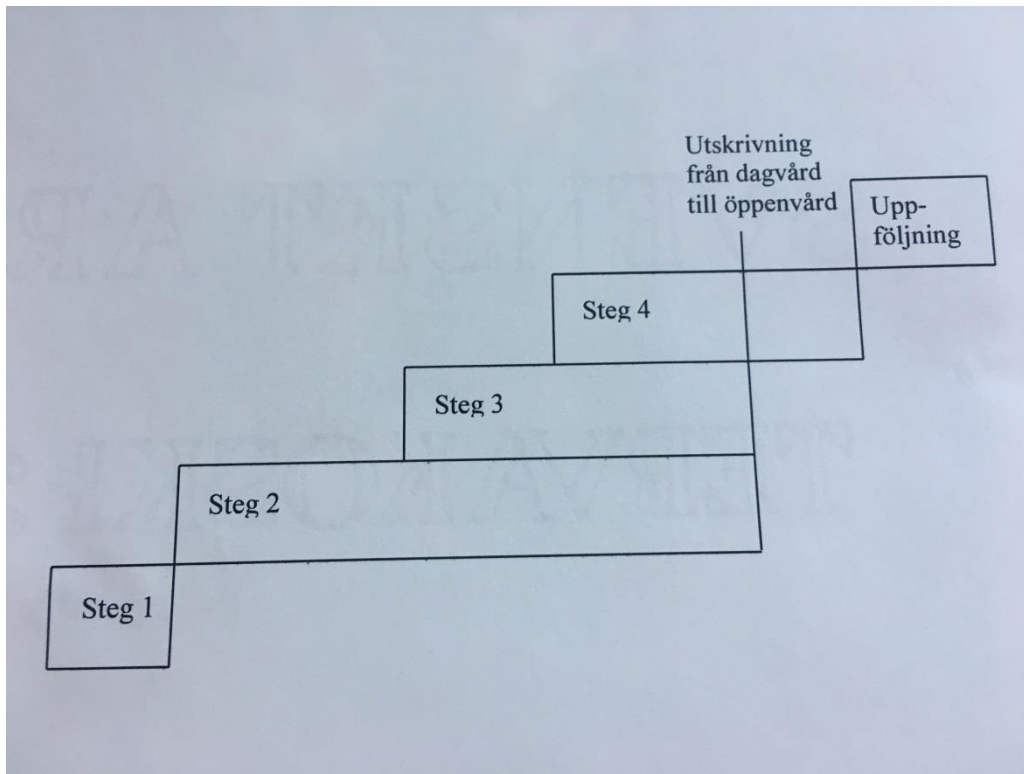 Utskrivning
från dagvård
till öppenvård
Upp-
följning
Steg 4
Steg 3
Steg 2
Steg 1